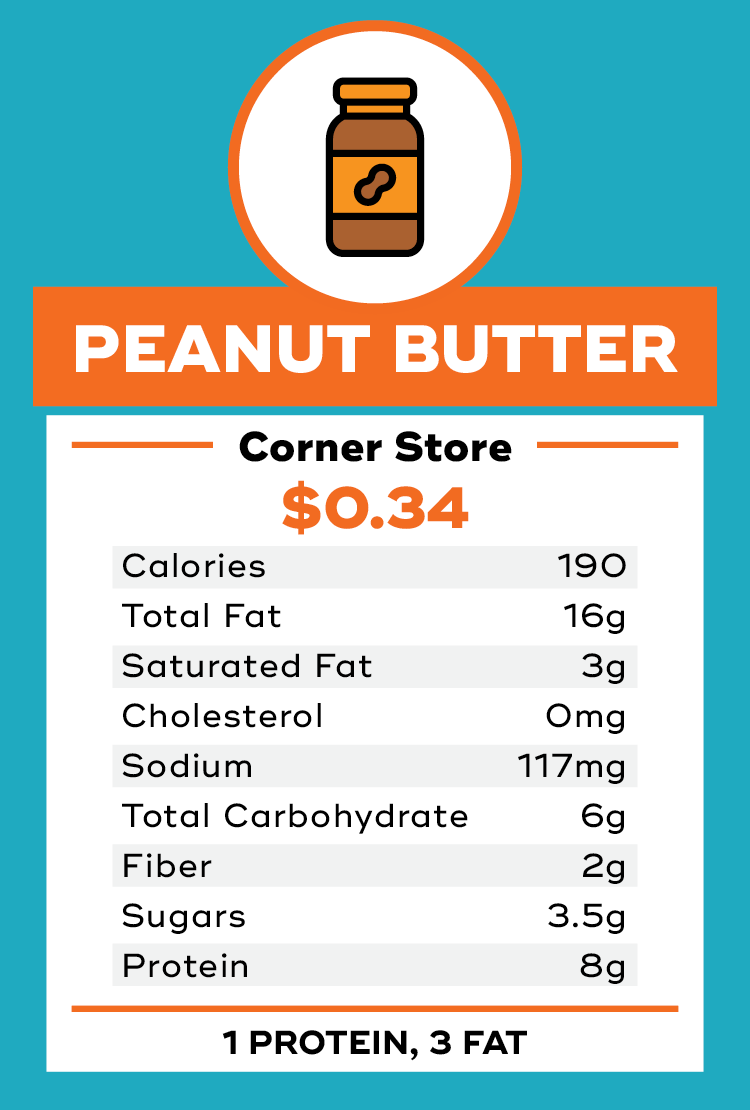 PEANUT BUTTER
Corner Store
$0.34
Calories 190
Total Fat 16g
Saturated Fat 3g
Cholesterol 0mg
Sodium 117mg
Total Carbohydrate 6g
Fiber 2g
Sugars 3.5g
Protein 8g
1 PROTEIN, 3 FAT